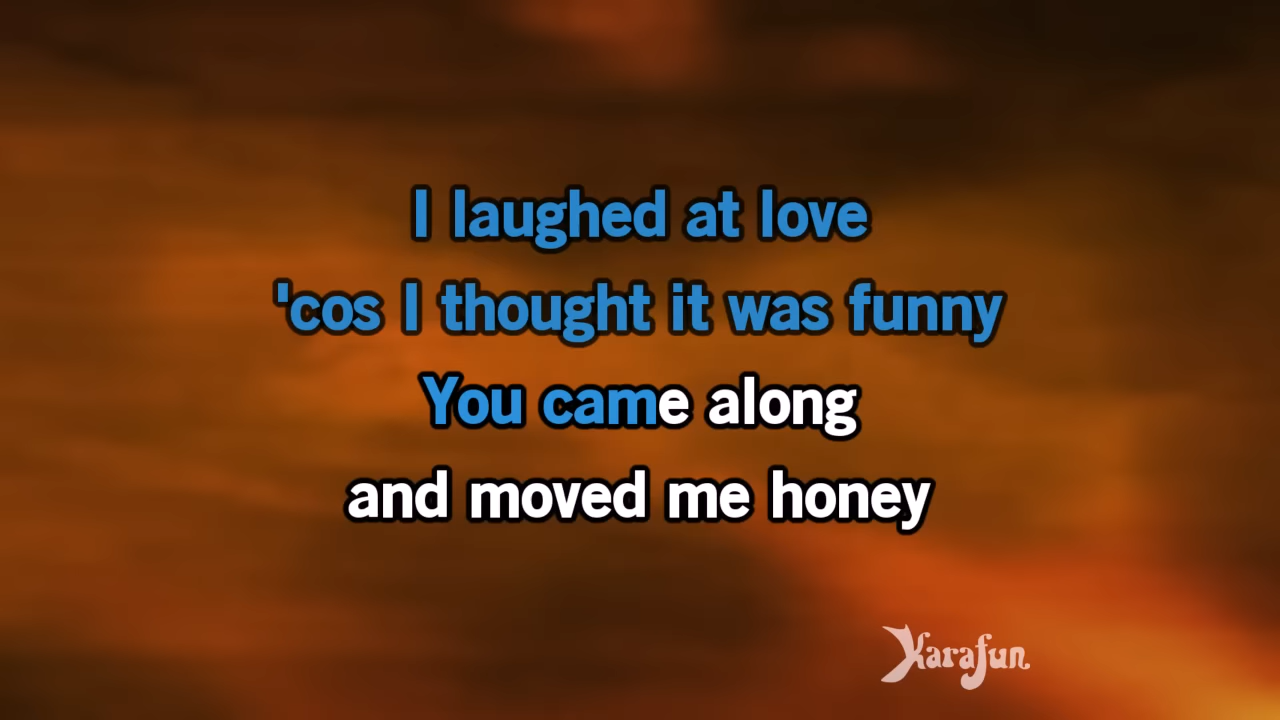 I laughed at love
'cos I thought it was funny
You came along
and moved me honey
Karafun